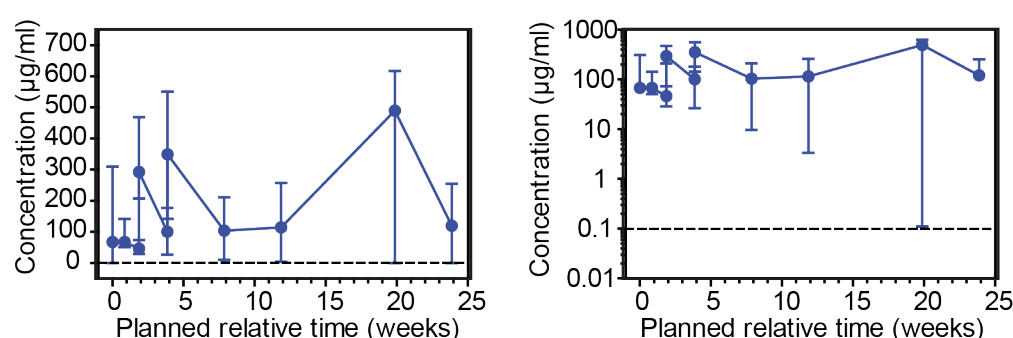 Concentration (µg/ml)
700
600
500
400
300
200
100
0
0 5 10 15 20 25
Planned relative time (weeks)
Concentration (µg/ml)
1000
100
10
1
0.1
0.01
0 5 10 15 20 25
Planned relative time (weeks)